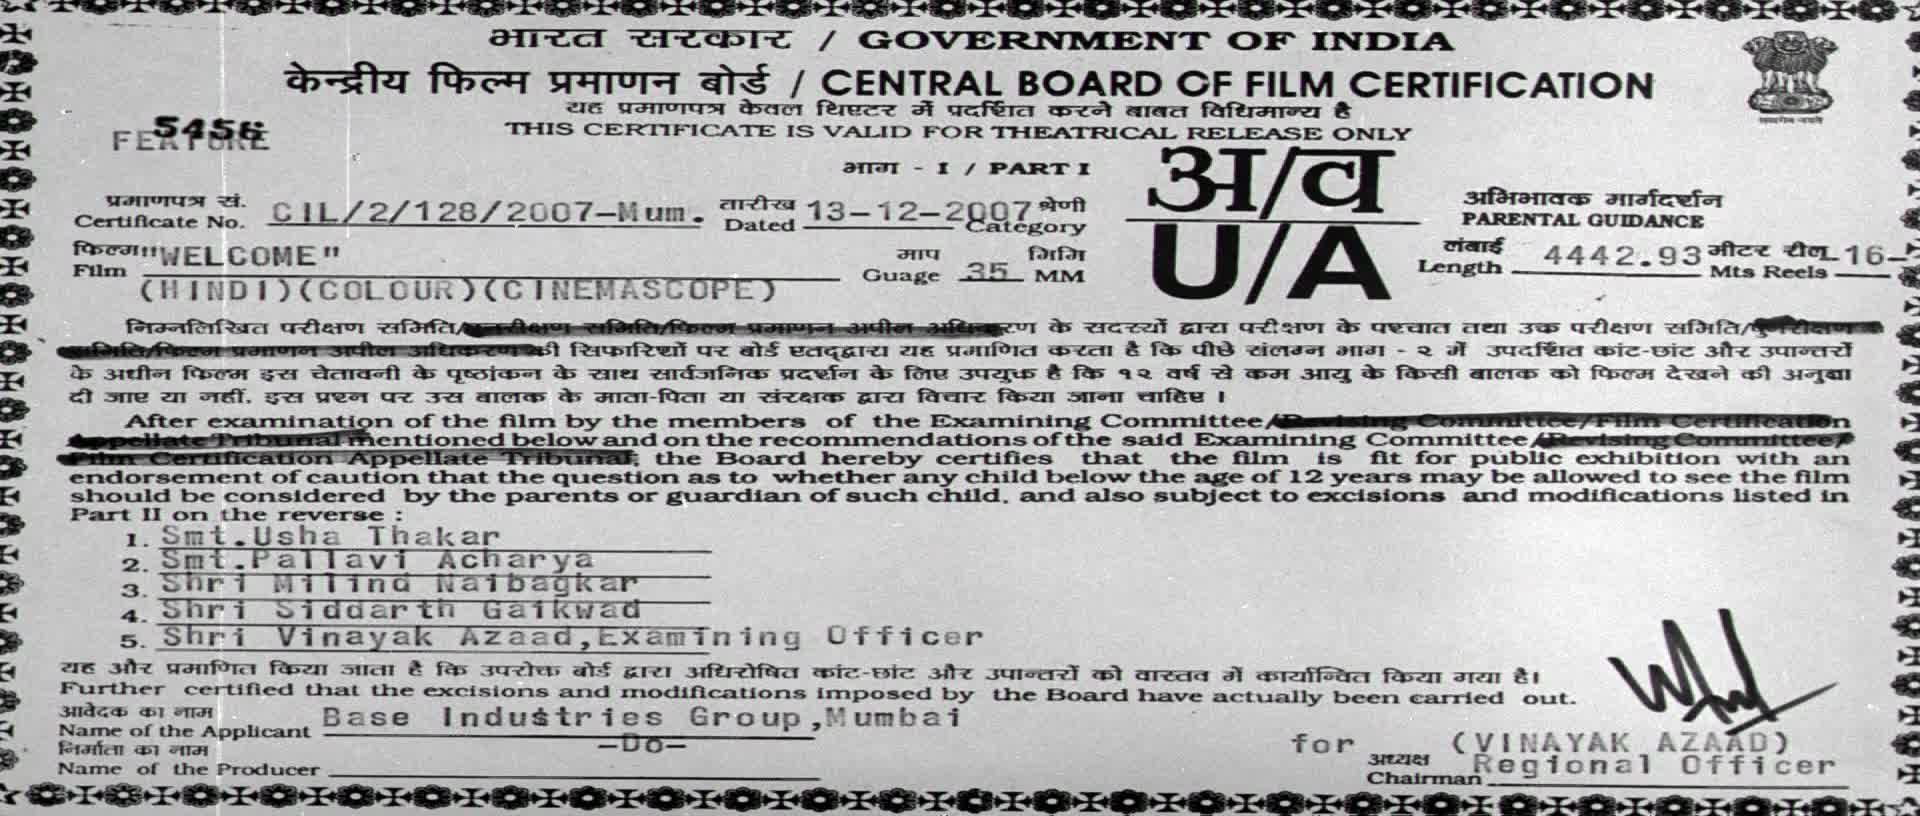 भारत सरकार / GOVERNMENT OF INDIA
केन्द्रीय फिल्म प्रमाणन बोर्ड / CENTRAL BOARD OF FILM CERTIFICATION
यह प्रमाणपत्र केवल थिएटर में प्रदर्शित करने बाबत विधिमान्य है
THIS CERTIFICATE IS VALID FOR THEATRICAL RELEASE ONLY
5456
FEATURE
भाग - I / PART I
अ/व
U/A
अभिभावक मार्गदर्शन
PARENTAL GUIDANCE
प्रमाणपत्र सं. तारीख श्रेणी
Certificate No. CIL/2/128/2007-Mum. Dated 13-12-2007 Category
फिल्म माप मिमि लंबाई मीटर रील
Film "WELCOME" Guage 35 MM Length 4442.93 Mts Reels 16
(HINDI)(COLOUR)(CINEMASCOPE)
निम्नलिखित परीक्षण समिति/पुनरीक्षण समिति/फिल्म प्रमाणन अपील अधिकरण के सदस्यों द्वारा परीक्षण के पश्चात तथा उक्त परीक्षण समिति/पुनरीक्षण
समिति/फिल्म प्रमाणन अपील अधिकरण की सिफारिशों पर बोर्ड एतद्द्वारा यह प्रमाणित करता है कि पीछे संलग्न भाग - २ में उपदर्शित कांट-छांट और उपान्तरों
के अधीन फिल्म इस चेतावनी के पृष्ठांकन के साथ सार्वजनिक प्रदर्शन के लिए उपयुक्त है कि १२ वर्ष से कम आयु के किसी बालक को फिल्म देखने की अनुज्ञा
दी जाए या नहीं. इस प्रश्न पर उस बालक के माता-पिता या संरक्षक द्वारा विचार किया जाना चाहिए ।
After examination of the film by the members of the Examining Committee/Revising Committee/Film Certification
Appellate Tribunal mentioned below and on the recommendations of the said Examining Committee/Revising Committee/
Film Certification Appellate Tribunal, the Board hereby certifies that the film is fit for public exhibition with an
endorsement of caution that the question as to whether any child below the age of 12 years may be allowed to see the film
should be considered by the parents or guardian of such child, and also subject to excisions and modifications listed in
Part II on the reverse :
1. Smt.Usha Thakar
2. Smt.Pallavi Acharya
3. Shri Milind Naibagkar
4. Shri Siddarth Gaikwad
5. Shri Vinayak Azaad,Examining Officer
यह और प्रमाणित किया जाता है कि उपरोक्त बोर्ड द्वारा अधिरोपित कांट-छांट और उपान्तरों को वास्तव में कार्यान्वित किया गया है।
Further certified that the excisions and modifications imposed by the Board have actually been carried out.
आवेदक का नाम
Name of the Applicant Base Industries Group,Mumbai
निर्माता का नाम
Name of the Producer -Do-
for (VINAYAK AZAAD)
अध्यक्ष
Chairman Regional Officer